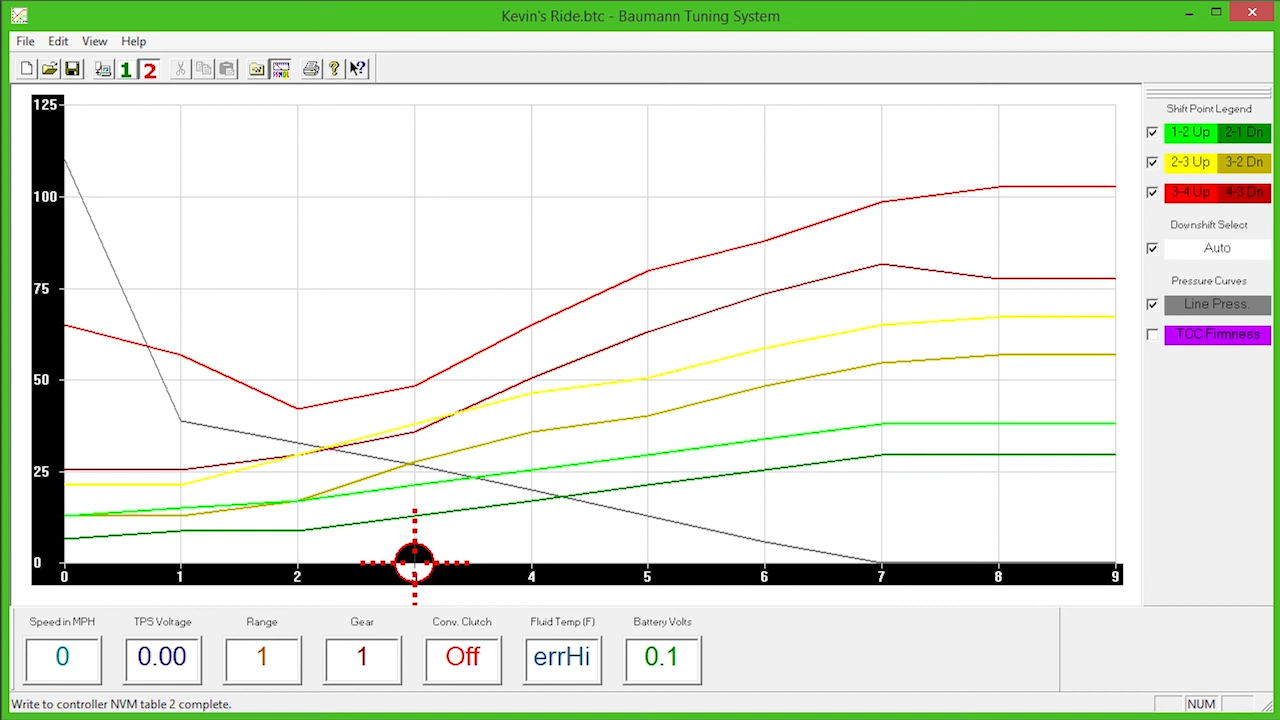 Kevin's Ride.btc - Baumann Tuning System
File Edit View Help
1 2
125
100
75
50
25
0
0 1 2 4 5 6 7 8 9
Shift Point Legend
1-2 Up 2-1 Dn
2-3 Up 3-2 Dn
3-4 Up 4-3 Dn
Downshift Select
Auto
Pressure Curves
Line Press.
TCC Firmness
Speed in MPH TPS Voltage Range Gear Conv. Clutch Fluid Temp (F) Battery Volts
0 0.00 1 1 Off errHi 0.1
Write to controller NVM table 2 complete. NUM